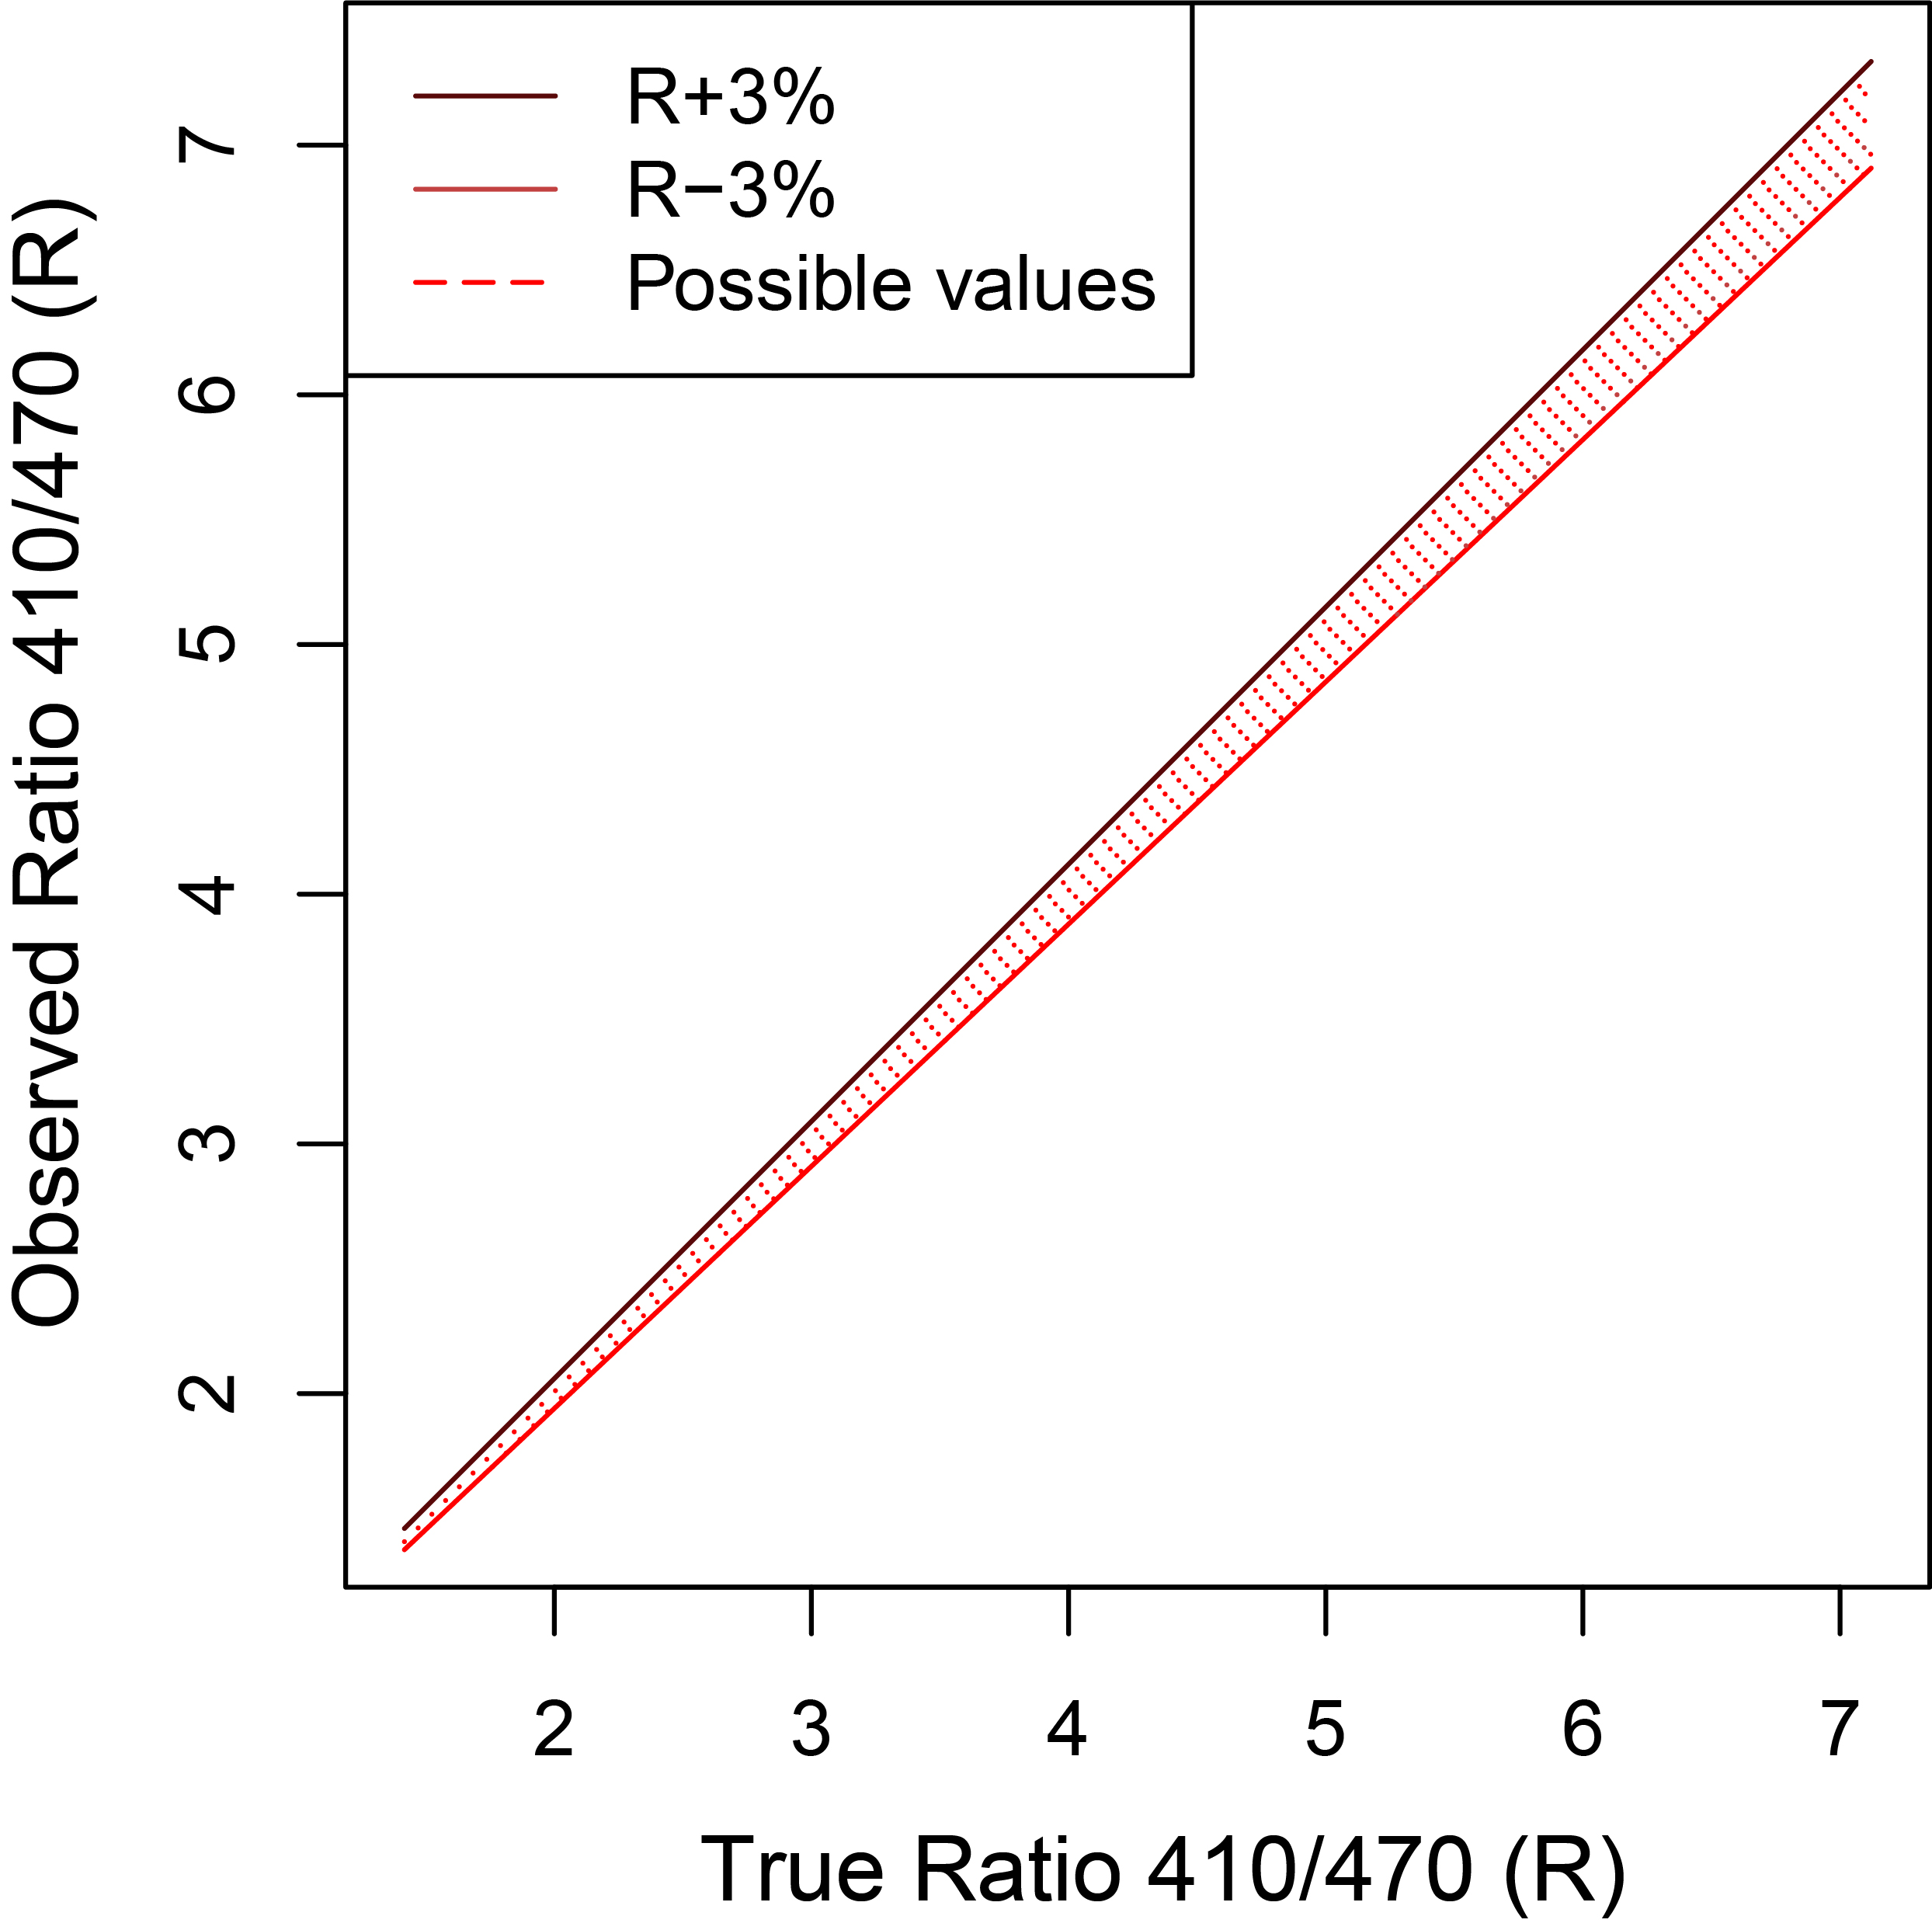 R+3%
R−3%
Possible values
Observed Ratio 410/470 (R)
7
6
5
4
3
2
2 3 4 5 6 7
True Ratio 410/470 (R)